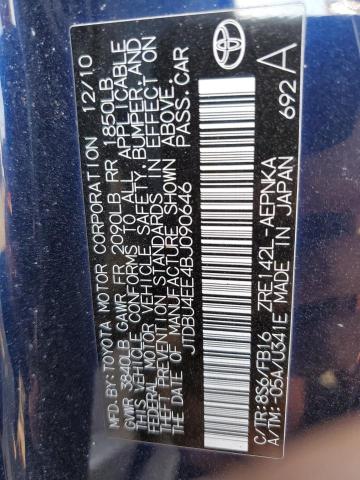 MFD.BY:TOYOTA MOTOR CORPORATION 12/10
GVWR 3840LB GAWR FR 2090LB RR 1850LB
THIS VEHICLE CONFORMS TO ALL APPLICABLE
FEDERAL MOTOR VEHICLE SAFETY, BUMPER, AND
THEFT PREVENTION STANDARDS IN EFFECT ON
THE DATE OF MANUFACTURE SHOWN ABOVE.
JTDBU4EE4BJ090646 PASS.CAR
TOYOTA
C/TR:8S6/FB16 ZRE142L-AEPNKA
A/TM:-05A/U341E MADE IN JAPAN
692 A